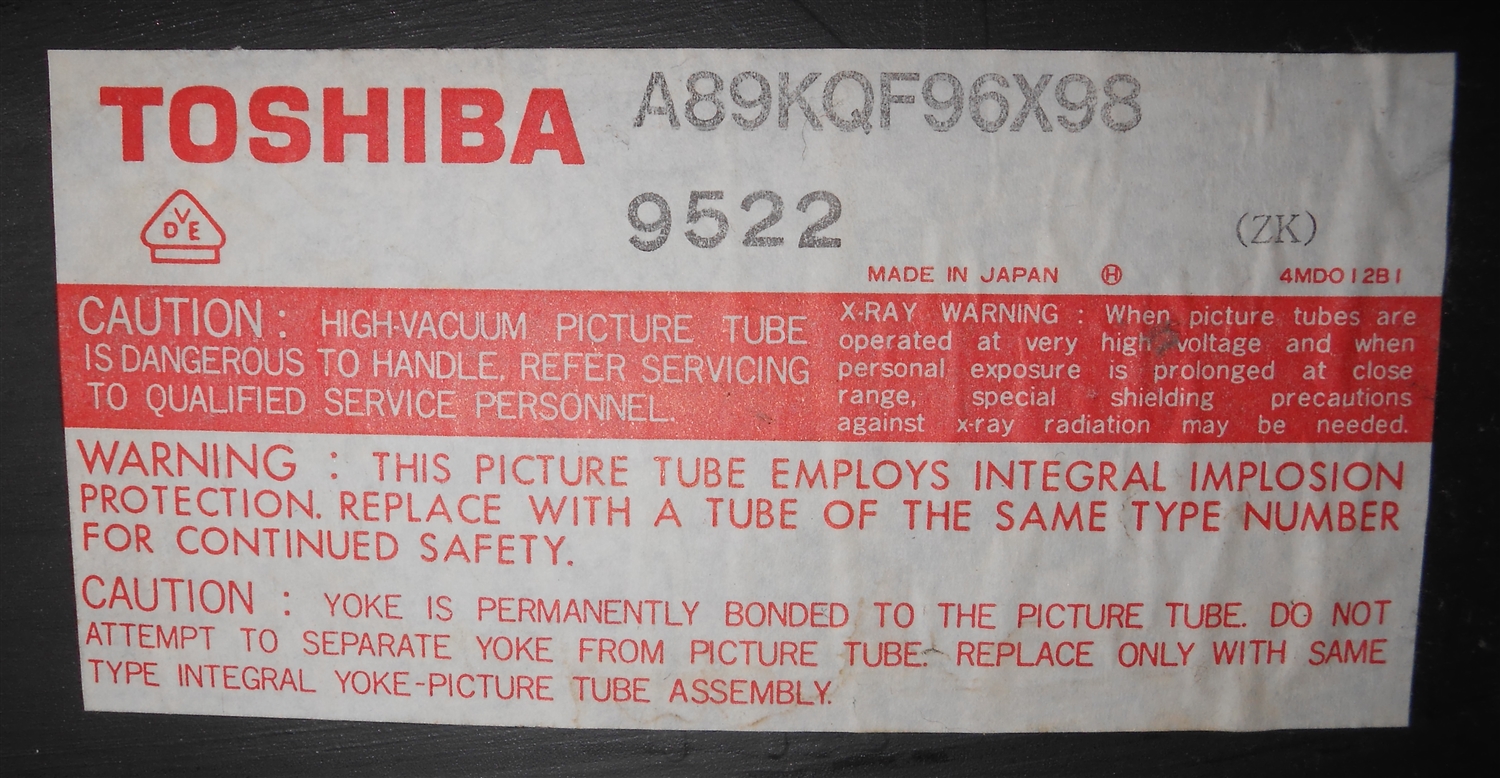 TOSHIBA A89KQF96X98
VDE 9522 (ZK)
MADE IN JAPAN Ⓗ 4MD012B1
CAUTION : HIGH-VACUUM PICTURE TUBE
IS DANGEROUS TO HANDLE, REFER SERVICING
TO QUALIFIED SERVICE PERSONNEL.
X-RAY WARNING : When picture tubes are
operated at very high voltage and when
personal exposure is prolonged at close
range, special shielding precautions
against x-ray radiation may be needed.
WARNING : THIS PICTURE TUBE EMPLOYS INTEGRAL IMPLOSION
PROTECTION. REPLACE WITH A TUBE OF THE SAME TYPE NUMBER
FOR CONTINUED SAFETY.
CAUTION : YOKE IS PERMANENTLY BONDED TO THE PICTURE TUBE. DO NOT
ATTEMPT TO SEPARATE YOKE FROM PICTURE TUBE. REPLACE ONLY WITH SAME
TYPE INTEGRAL YOKE-PICTURE TUBE ASSEMBLY.